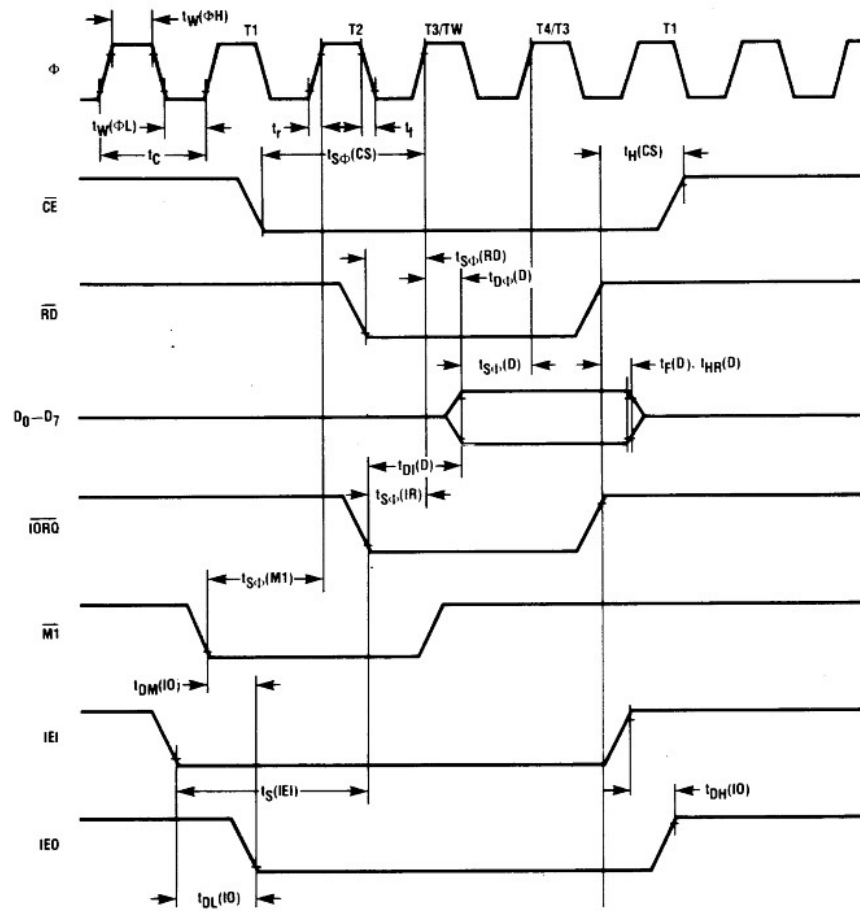 tW(ΦH)
T1 T2 T3/TW T4/T3 T1
Φ
tW(ΦL) tr tf
tC tSΦ(CS) tH(CS)
CE
tSΦ(RD)
tDΦ(D)
RD
tSΦ(D) tF(D). tHR(D)
D0—D7
tDI(D)
tSΦ(IR)
IORQ
tSΦ(M1)
M1
tDM(IO)
IEI
tS(IEI) tDH(IO)
IEO
tDL(IO)